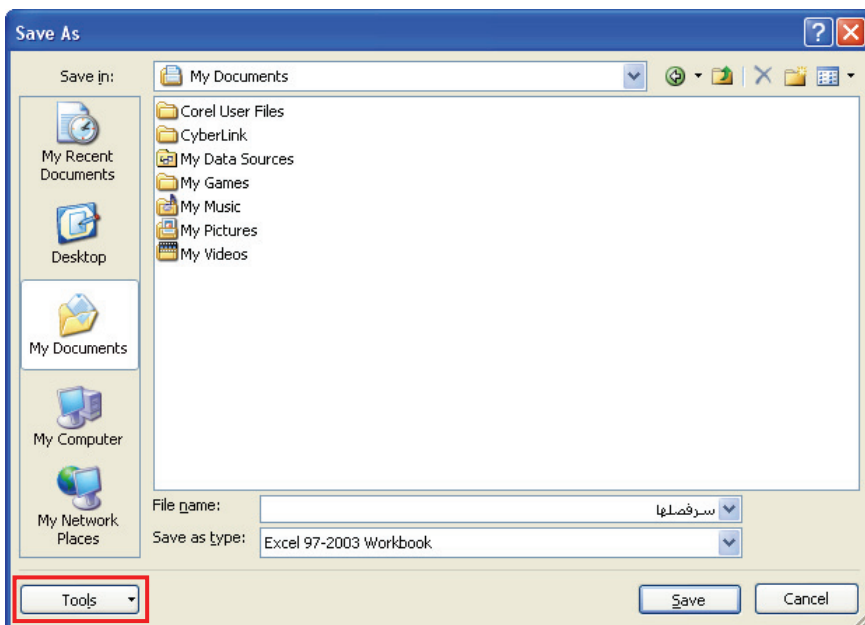 Save As
Save in: My Documents
My Recent
Documents
Desktop
My Documents
My Computer
My Network
Places
Corel User Files
CyberLink
My Data Sources
My Games
My Music
My Pictures
My Videos
File name: سرفصلها
Save as type: Excel 97-2003 Workbook
Tools Save Cancel